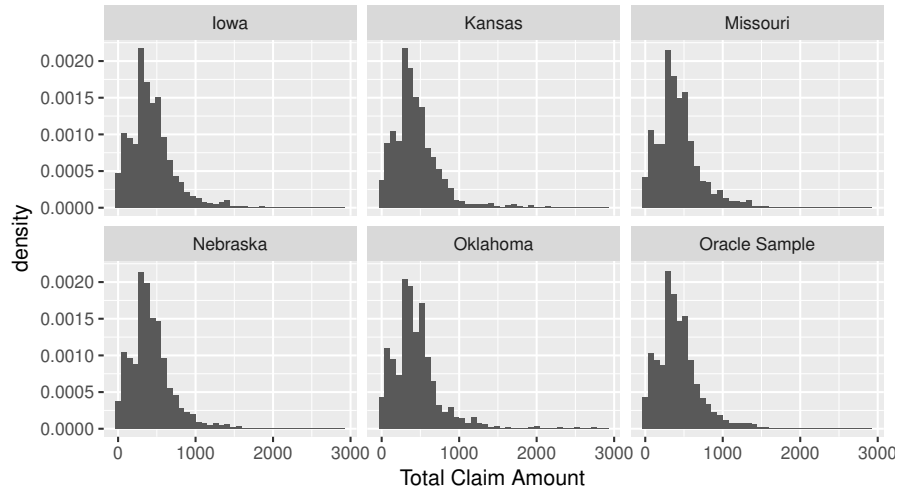 Iowa Kansas Missouri
0.0020
0.0015
0.0010
0.0005
0.0000
Nebraska Oklahoma Oracle Sample
0.0020
0.0015
0.0010
0.0005
0.0000
0 1000 2000 3000 0 1000 2000 3000 0 1000 2000 3000
Total Claim Amount
density